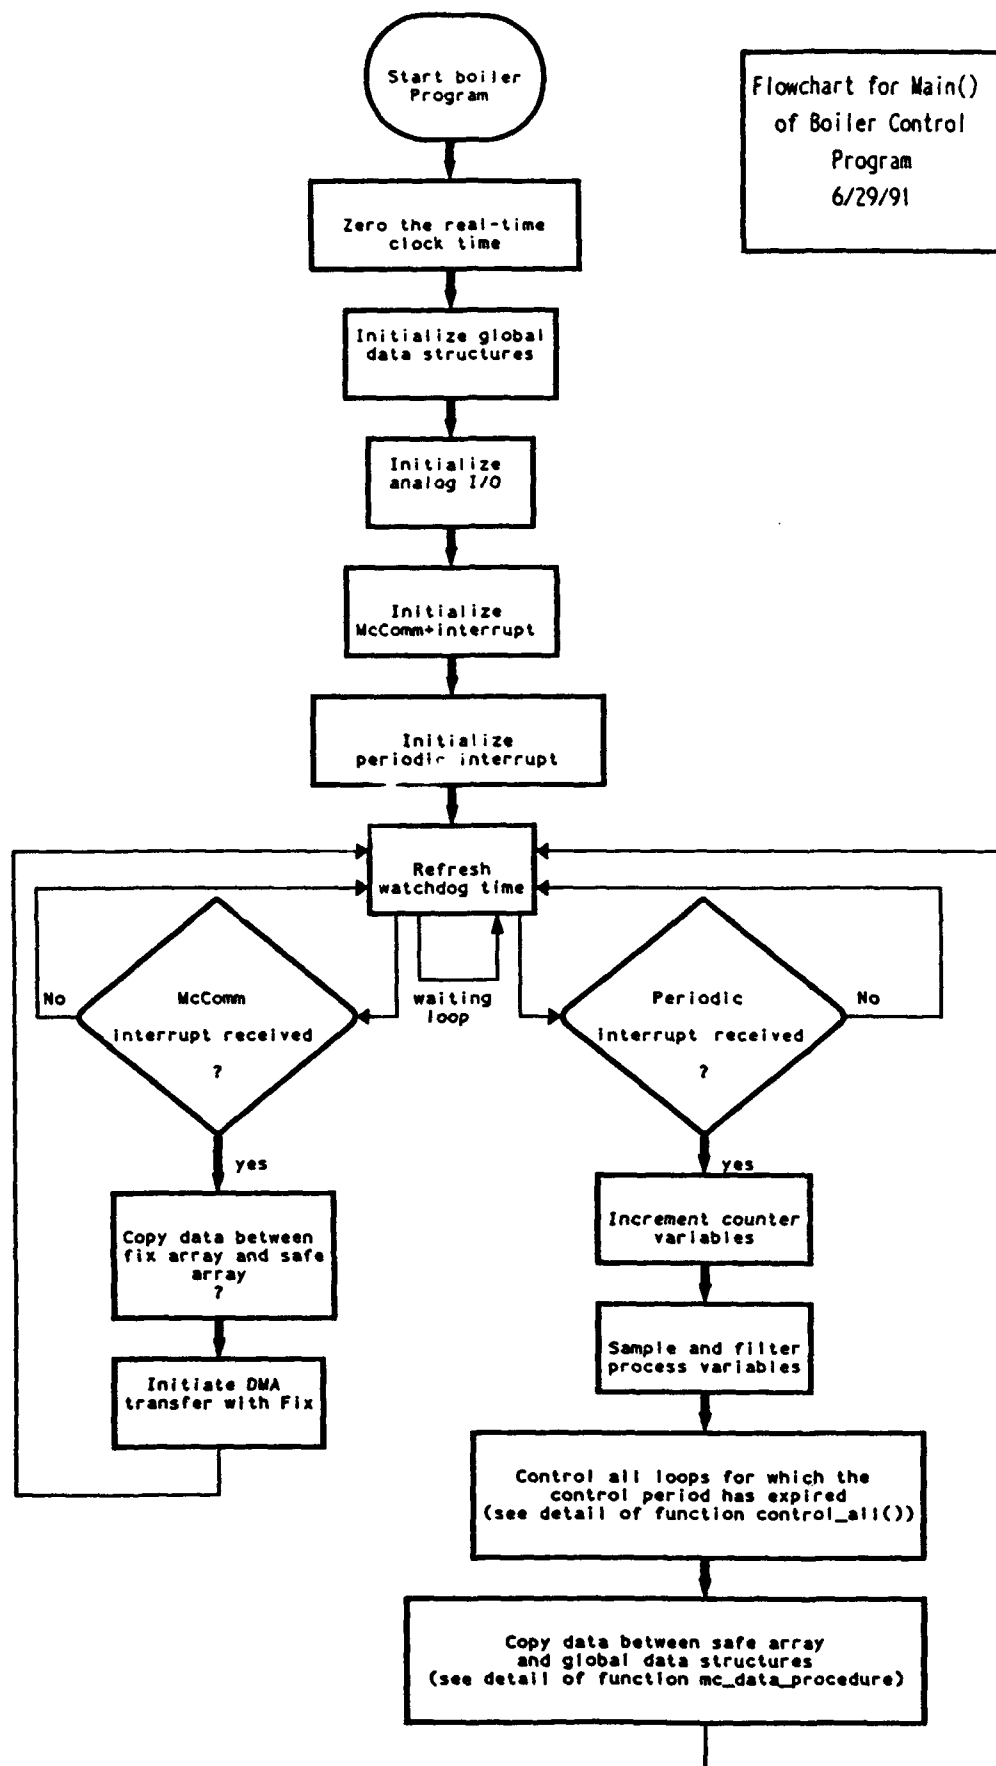 Start boiler
Program
Flowchart for Main()
of Boiler Control
Program
6/29/91
Zero the real-time
clock time
Initialize global
data structures
Initialize
analog I/O
Initialize
McComm+interrupt
Initialize
periodic interrupt
Refresh
watchdog time
waiting
loop
No
McComm
interrupt received
?
Periodic
interrupt received
?
No
yes
yes
Copy data between
fix array and safe
array
?
Initiate DMA
transfer with Fix
Increment counter
variables
Sample and filter
process variables
Control all loops for which the
control period has expired
(see detail of function control_all())
Copy data between safe array
and global data structures
(see detail of function mc_data_procedure)